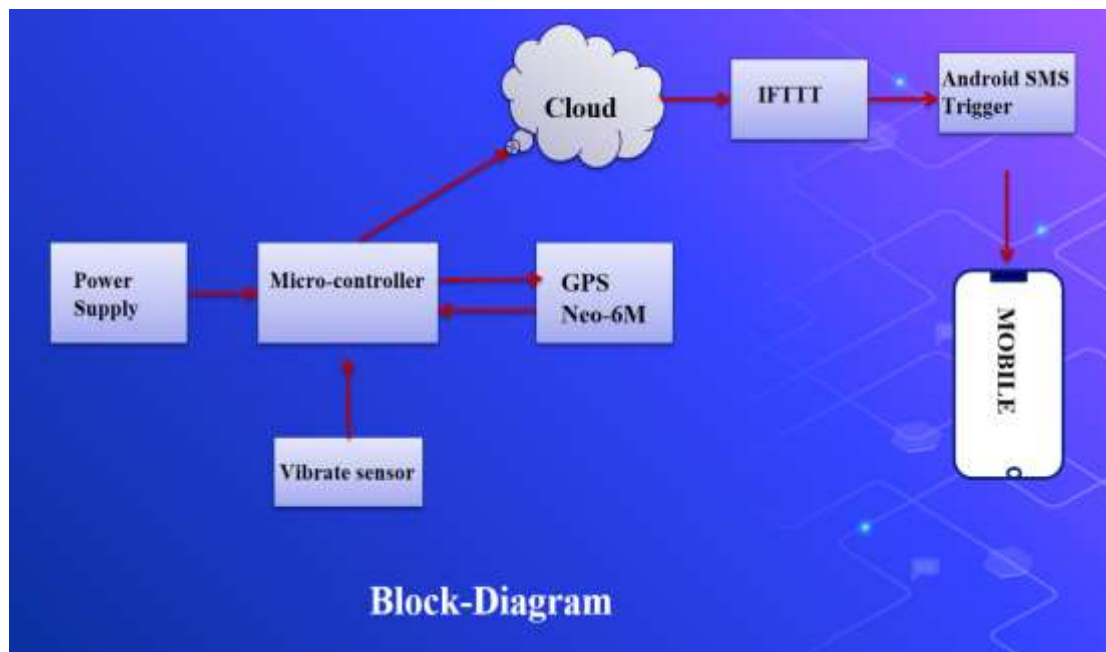 Cloud
IFTTT
Android SMS
Trigger
Power
Supply
Micro-controller
GPS
Neo-6M
MOBILE
Vibrate sensor
Block-Diagram